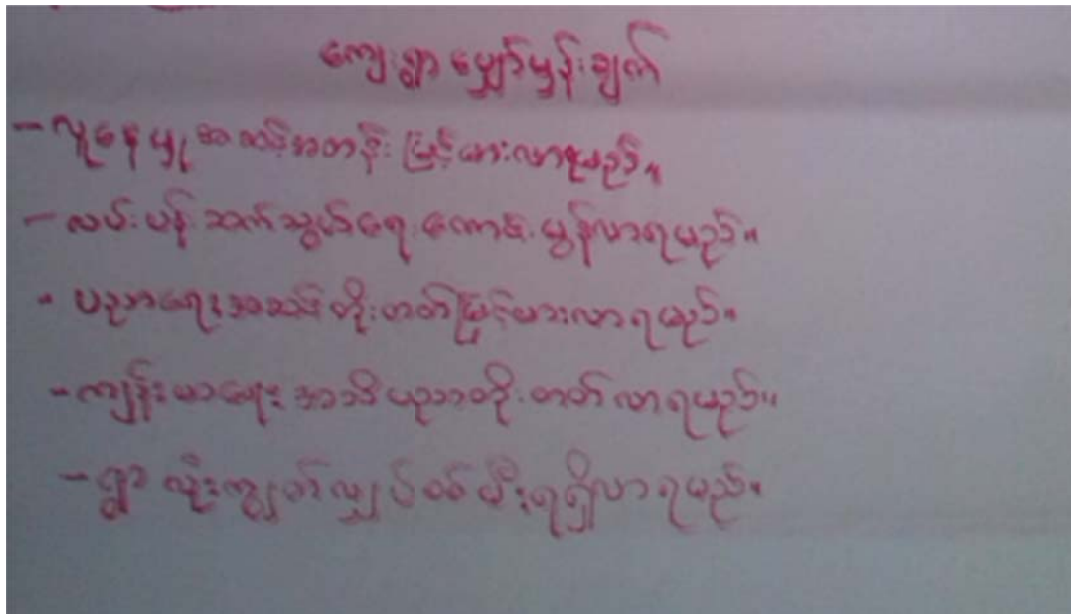 ကျေးရွာ မျှော်မှန်းချက်
- လူနေမှု အဆင့်အတန်း မြင့်မားလာရမည်။
- လမ်းပန်း ဆက်သွယ်ရေး ကောင်းမွန်လာရမည်။
- ပညာရေး အဆင့် တိုးတတ်မြင့်မားလာရမည်။
- ကျန်းမာရေး အသိပညာတိုးတတ်လာရမည်။
- ရွာလုံးကျွတ်လျှပ်စစ်မီးရရှိလာရမည်။